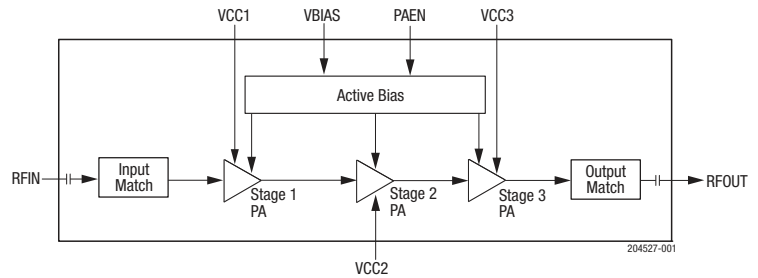 VCC1
VBIAS
PAEN
VCC3
Active Bias
RFIN
Input
Match
Stage 1
PA
Stage 2
PA
Stage 3
PA
Output
Match
RFOUT
VCC2
204527-001